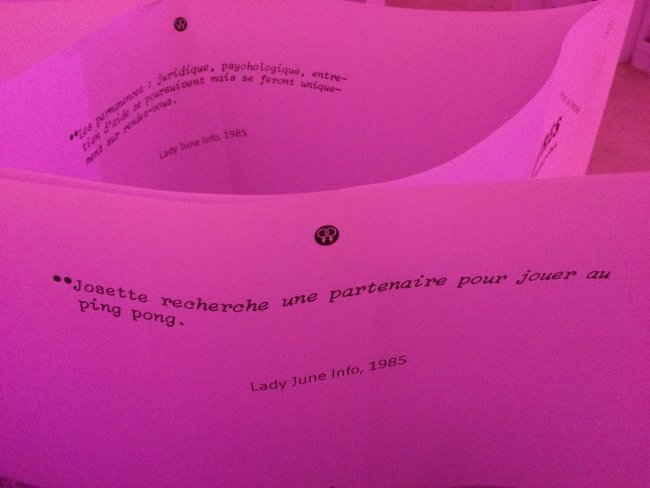 ••Les permanences : juridique, psychologique, entre-
tien d'aide se poursuivent mais se feront unique-
ment sur rendez-vous.
Lady June Info, 1985
••Josette recherche une partenaire pour jouer au
ping pong.
Lady June Info, 1985